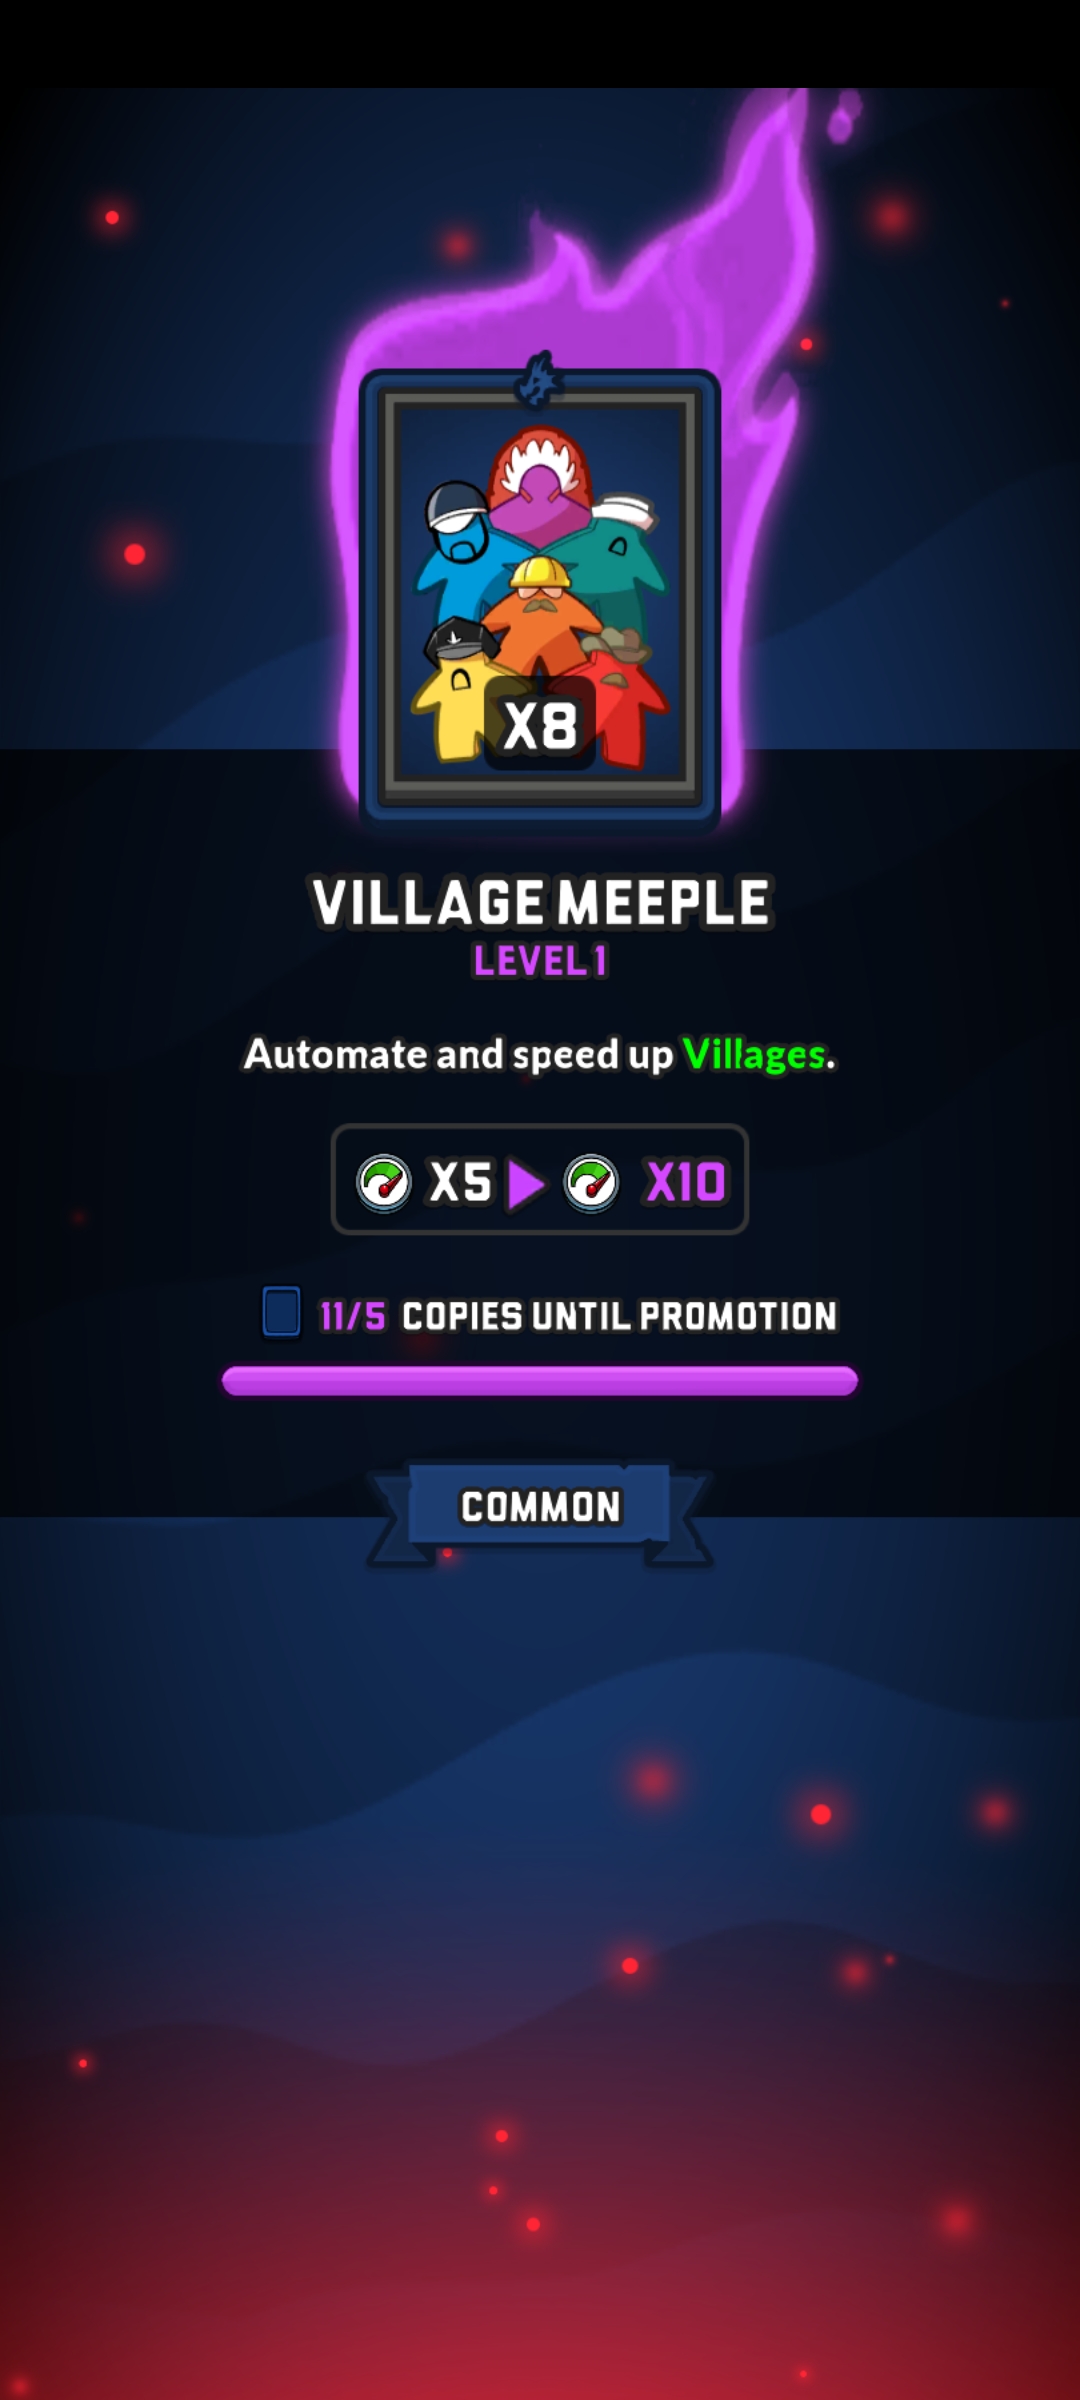 X8
VILLAGE MEEPLE
LEVEL 1
Automate and speed up Villages.
X5 X10
11/5 COPIES UNTIL PROMOTION
COMMON